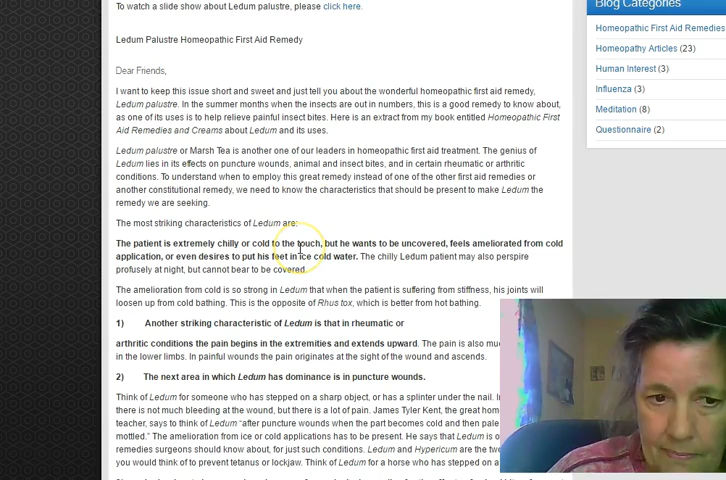 To watch a slide show about Ledum palustre, please click here.
Ledum Palustre Homeopathic First Aid Remedy
Dear Friends,
I want to keep this issue short and sweet and just tell you about the wonderful homeopathic first aid remedy,
Ledum palustre. In the summer months when the insects are out in numbers, this is a good remedy to know about,
as one of its uses is to help relieve painful insect bites. Here is an extract from my book entitled Homeopathic First
Aid Remedies and Creams about Ledum and its uses.
Ledum palustre or Marsh Tea is another one of our leaders in homeopathic first aid treatment. The genius of
Ledum lies in its effects on puncture wounds, animal and insect bites, and in certain rheumatic or arthritic
conditions. To understand when to employ this great remedy instead of one of the other first aid remedies or
another constitutional remedy, we need to know the characteristics that should be present to make Ledum the
remedy we are seeking.
The most striking characteristics of Ledum are:
The patient is extremely chilly or cold to the touch, but he wants to be uncovered, feels ameliorated from cold
application, or even desires to put his feet in ice cold water. The chilly Ledum patient may also perspire
profusely at night, but cannot bear to be covered.
The amelioration from cold is so strong in Ledum that when the patient is suffering from stiffness, his joints will
loosen up from cold bathing. This is the opposite of Rhus tox, which is better from hot bathing.
1) Another striking characteristic of Ledum is that in rheumatic or
arthritic conditions the pain begins in the extremities and extends upward. The pain is also
in the lower limbs. In painful wounds the pain originates at the sight of the wound and ascends.
2) The next area in which Ledum has dominance is in puncture wounds.
Think of Ledum for someone who has stepped on a sharp object, or has a splinter under the nail.
there is not much bleeding at the wound, but there is a lot of pain. James Tyler Kent, the great
teacher, says to think of Ledum "after puncture wounds when the part becomes cold and then pale
mottled." The amelioration from ice or cold applications has to be present. He says that Ledum is
remedies surgeons should know about, for just such conditions. Ledum and Hypericum are the
you would think of to prevent tetanus or lockjaw. Think of Ledum for a horse who has stepped on a
Blog Categories
Homeopathic First Aid Remedies
Homeopathy Articles (23)
Human Interest (3)
Influenza (3)
Meditation (8)
Questionnaire (2)